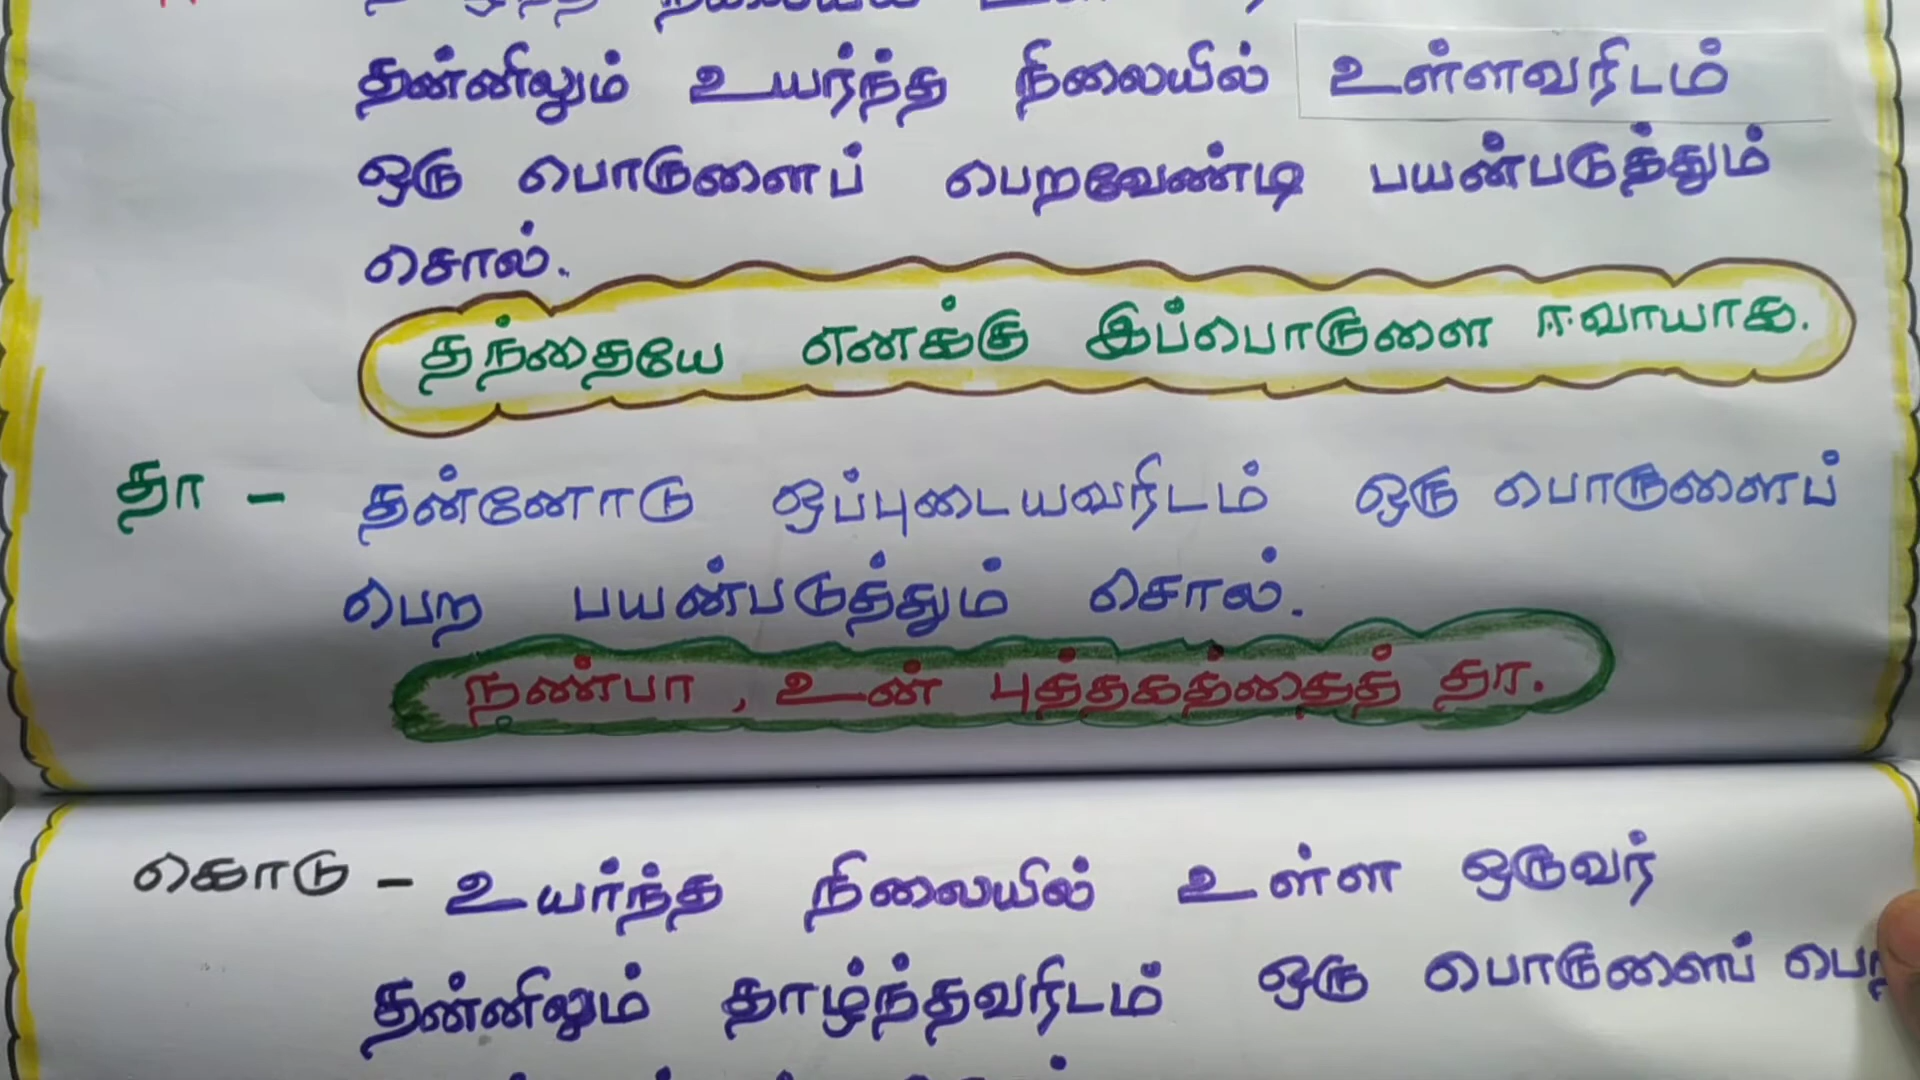 தன்னிலும் உயர்ந்த நிலையில் உள்ளவரிடம்
ஒரு பொருளைப் பெறவேண்டி பயன்படுத்தும்
சொல்.
தந்தையே எனக்கு இப்பொருளை ஈவாயாக.
தா - தன்னோடு ஒப்புடையவரிடம் ஒரு பொருளைப்
பெற பயன்படுத்தும் சொல்.
நண்பா, உன் புத்தகத்தைத் தா.
கொடு - உயர்ந்த நிலையில் உள்ள ஒருவர்
தன்னிலும் தாழ்ந்தவரிடம் ஒரு பொருளைப் பெற